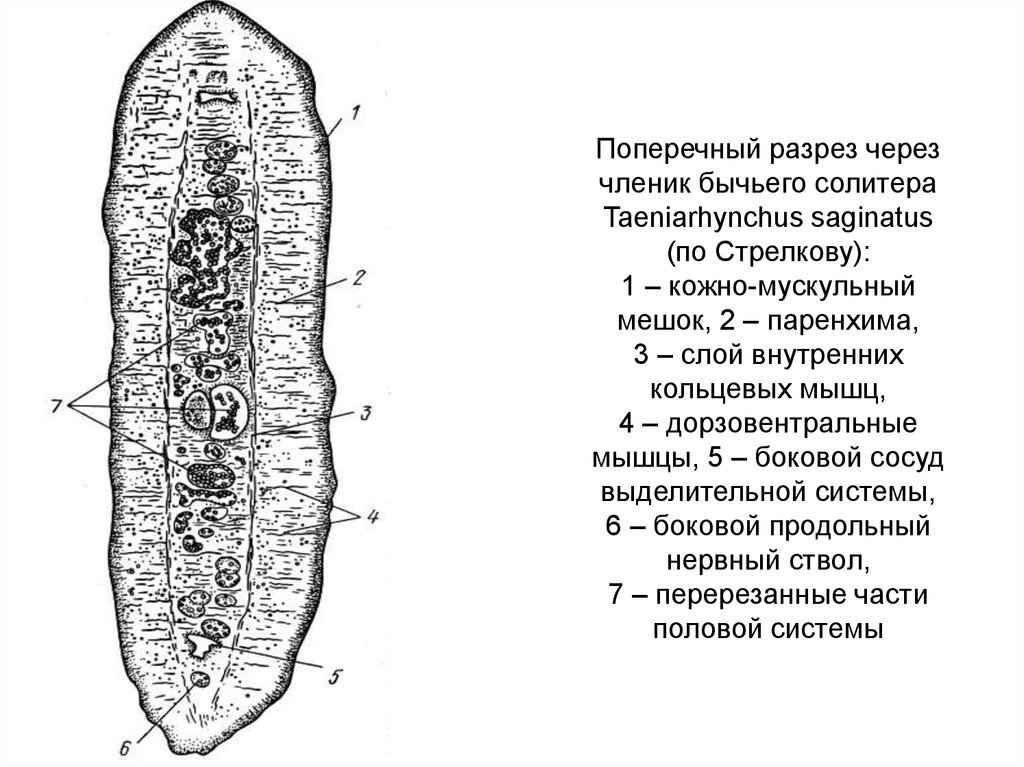 1
2
3
4
5
6
7
Поперечный разрез через
членик бычьего солитера
Taeniarhynchus saginatus
(по Стрелкову):
1 – кожно-мускульный
мешок, 2 – паренхима,
3 – слой внутренних
кольцевых мышц,
4 – дорзовентральные
мышцы, 5 – боковой сосуд
выделительной системы,
6 – боковой продольный
нервный ствол,
7 – перерезанные части
половой системы